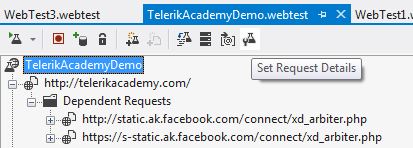 WebTest3.webtest TelerikAcademyDemo.webtest WebTest1.
TelerikAcademyDemo
Set Request Details
http://telerikacademy.com/
Dependent Requests
http://static.ak.facebook.com/connect/xd_arbiter.php
https://s-static.ak.facebook.com/connect/xd_arbiter.php